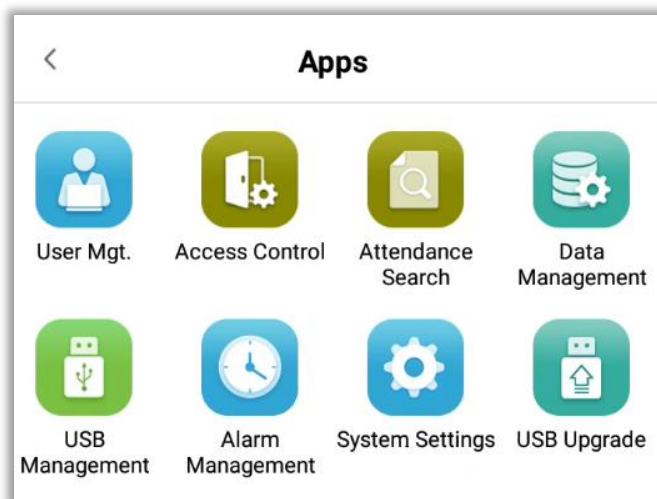 Apps
User Mgt.
Access Control
Attendance
Search
Data
Management
USB
Management
Alarm
Management
System Settings
USB Upgrade